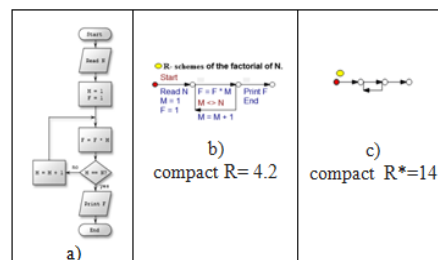 Start
Read N
M = 1
F = 1
F = F * M
no
M = M + 1
M == N?
yes
Print F
End
a)
R- schemes of the factorial of N.
Start
Read N F = F * M Print F
M = 1 M <> N End
F = 1
M = M + 1
b)
compact R= 4.2
c)
compact R*=14